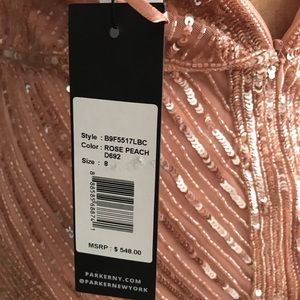 Style : B9F5517LBC
Color : ROSE PEACH
D692
Size : 8
MSRP : $ 548.00
PARKERNY.COM
@PARKERNEWYORK